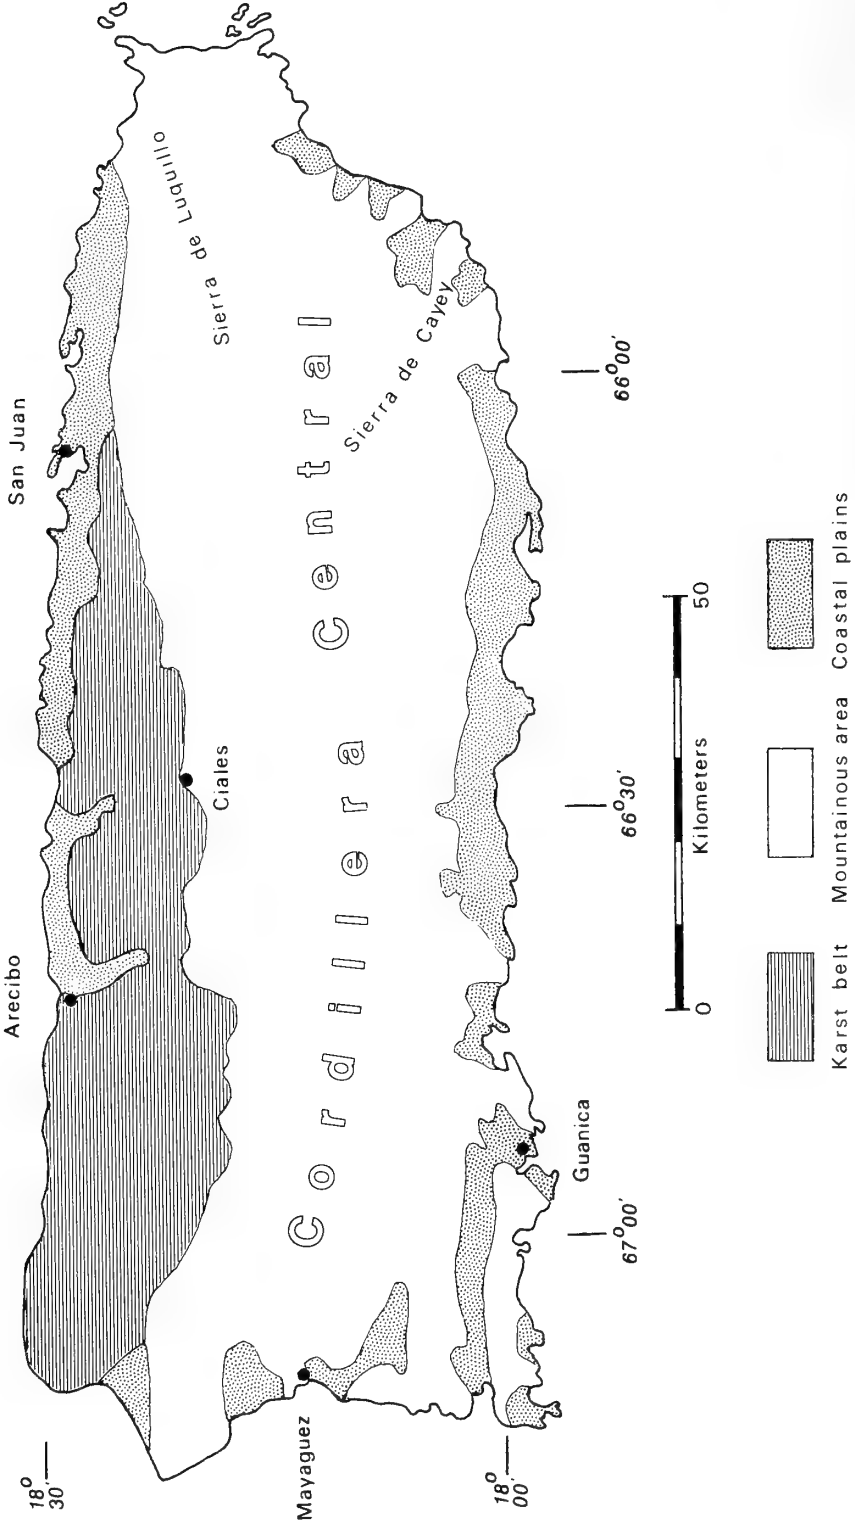 San Juan
Arecibo
Sierra de Luquillo
Ciales
Cordillera Central
Sierra de Cayey
Mayaguez
Guanica
18°
30'
18°
00'
67°00'
66°30'
66°00'
0
50
Kilometers
Karst belt
Mountainous area
Coastal plains